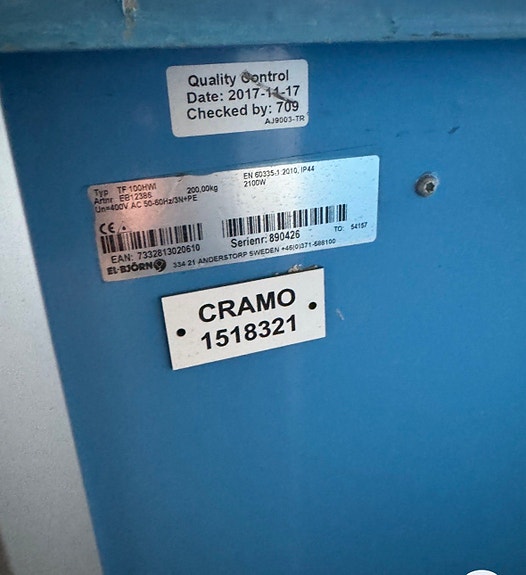 Quality Control
Date: 2017-11-17
Checked by: 709
AJ9003-TR
Typ TF 100HWI 200,00kg EN 60335-1:2010, IP44
Artnr EB12386 2100W
Un=400V AC 50-60Hz/3N+PE
CE
EAN: 7332813020610 Serienr: 890426 TO: 54157
EL-BJÖRN 334 21 ANDERSTORP SWEDEN +46(0)371-588100
CRAMO
1518321